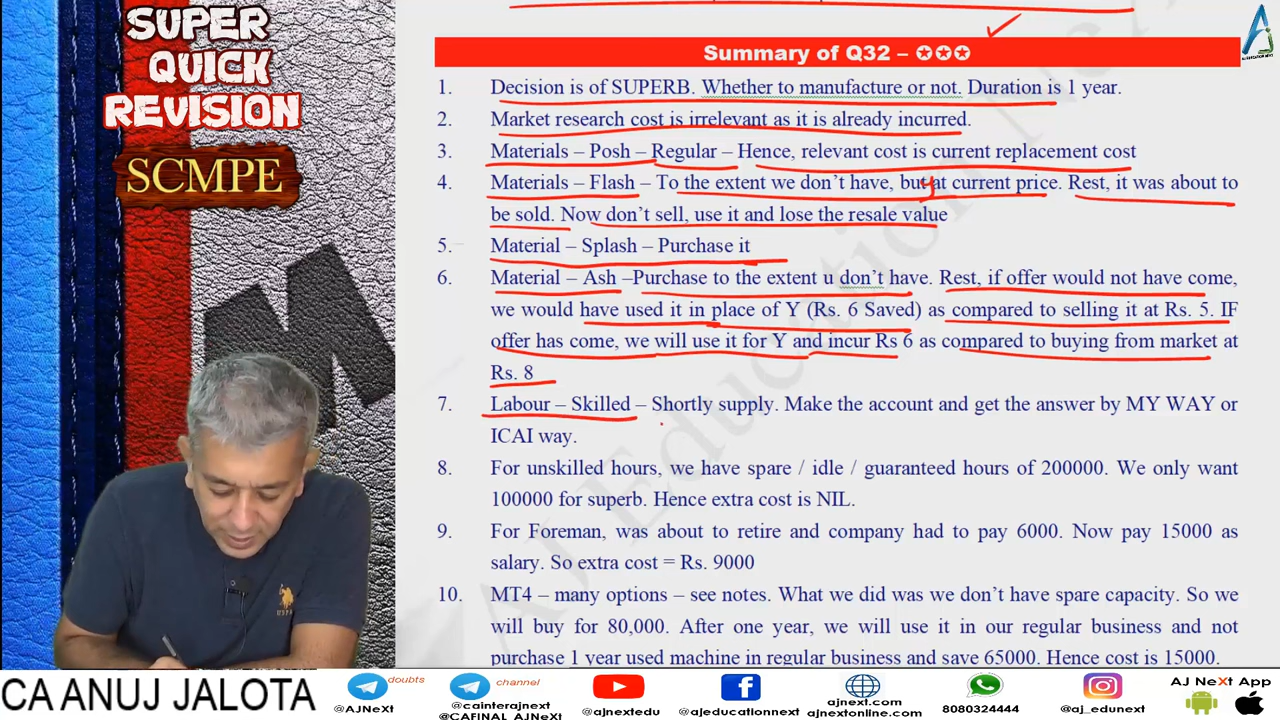 SUPER
QUICK
REVISION
SCMPE
Summary of Q32 – ✪✪✪
1. Decision is of SUPERB. Whether to manufacture or not. Duration is 1 year.
2. Market research cost is irrelevant as it is already incurred.
3. Materials – Posh – Regular – Hence, relevant cost is current replacement cost
4. Materials – Flash – To the extent we don't have, but at current price. Rest, it was about to
be sold. Now don't sell, use it and lose the resale value
5. Material – Splash – Purchase it
6. Material – Ash –Purchase to the extent u don't have. Rest, if offer would not have come,
we would have used it in place of Y (Rs. 6 Saved) as compared to selling it at Rs. 5. IF
offer has come, we will use it for Y and incur Rs 6 as compared to buying from market at
Rs. 8
7. Labour – Skilled – Shortly supply. Make the account and get the answer by MY WAY or
ICAI way.
8. For unskilled hours, we have spare / idle / guaranteed hours of 200000. We only want
100000 for superb. Hence extra cost is NIL.
9. For Foreman, was about to retire and company had to pay 6000. Now pay 15000 as
salary. So extra cost = Rs. 9000
10. MT4 – many options – see notes. What we did was we don't have spare capacity. So we
will buy for 80,000. After one year, we will use it in our regular business and not
purchase 1 year used machine in regular business and save 65000. Hence cost is 15000.
AJ Education NeXt
U.S. POLO ASSN.
CA ANUJ JALOTA
doubts
@AJNeXt
channel
@cainterajnext
@CAFINAL_AJNeXt
@ajnextedu
@ajeducationnext
ajnext.com
ajnextonline.com
8080324444
@aj_edunext
AJ NeXt App